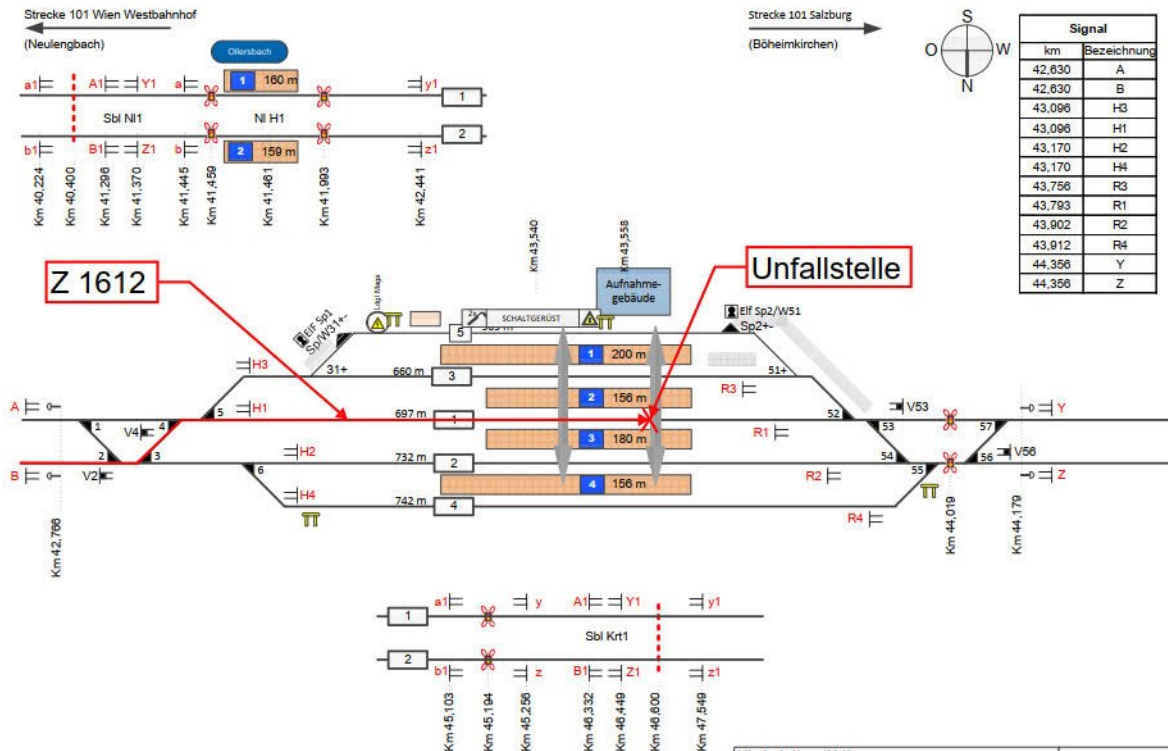 Strecke 101 Wien Westbahnhof
(Neulengbach)
Strecke 101 Salzburg
(Böheimkirchen)
S
O
W
N
Signal
km Bezeichnung
42,630 A
42,630 B
43,096 H3
43,096 H1
43,170 H2
43,170 H4
43,756 R3
43,793 R1
43,902 R2
43,912 R4
44,356 Y
44,356 Z
Ollersbach
1 160 m
a1 A1 Y1 a y1
1
Sbl Nl1 Nl H1
2
b1 B1 Z1 b z1
2 159 m
Km 40,224
Km 40,400
Km 41,296
Km 41,370
Km 41,445
Km 41,459
Km 41,461
Km 41,993
Km 42,441
Km 43,540
Km 43,558
Z 1612
Unfallstelle
Aufnahme-
gebäude
ElF Sp1
Sp/W31+-
2x
SCHALTGERÜST
ElF Sp2/W51
Sp2+-
5
1 200 m
31+ 660 m 3 51+
H3
2 156 m
R3
H1
A 1 V4 4 5 697 m 1 52 V53 53 57 Y
3 180 m
R1
B 2 V2 3 H2 732 m 2 R2 54 55 56 V56 Z
6
4 156 m
H4
742 m 4 R4
Km 42,766
Km 44,019
Km 44,179
a1 y A1 Y1 y1
1
Sbl Krt1
2
b1 z B1 Z1 z1
Km 45,103
Km 45,194
Km 45,256
Km 46,332
Km 46,449
Km 46,600
Km 47,549